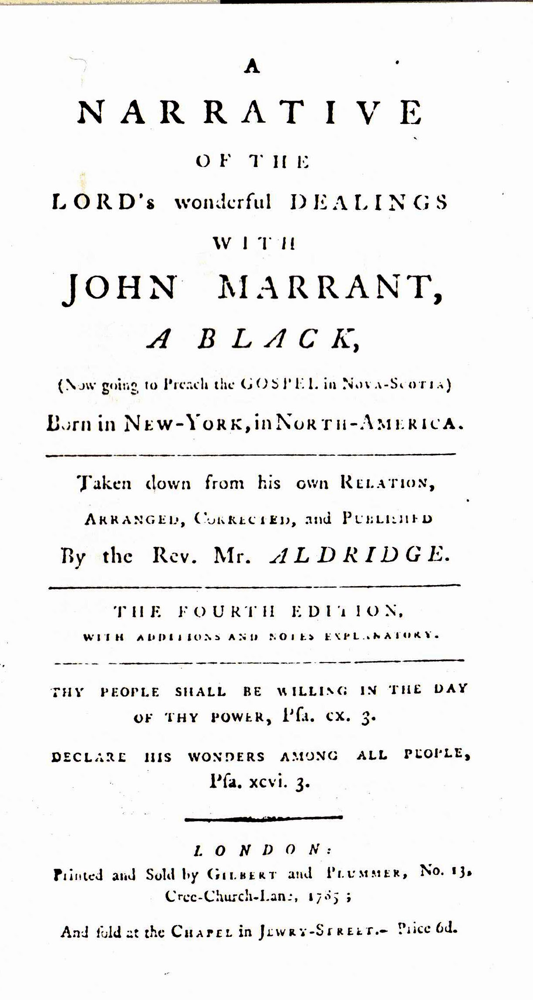 A
NARRATIVE
OF THE
LORD's wonderful DEALINGS
WITH
JOHN MARRANT,
A BLACK,
(Now going to Preach the GOSPEL in NOVA-SCOTIA)
Born in NEW-YORK, in NORTH-AMERICA.
Taken down from his own RELATION,
ARRANGED, CORRECTED, and PUBLISHED
By the Rev. Mr. ALDRIDGE.
THE FOURTH EDITION,
WITH ADDITIONS AND NOTES EXPLANATORY.
THY PEOPLE SHALL BE WILLING IN THE DAY
OF THY POWER, Pſa. CX. 3.
DECLARE HIS WONDERS AMONG ALL PEOPLE,
Pſa. xcvi. 3.
LONDON:
Printed and Sold by GILBERT and PLUMMER, No. 13,
Cree-Church-Lane, 1785 ;
And ſold at the CHAPEL in JEWRY-STREET.- Price 6d.